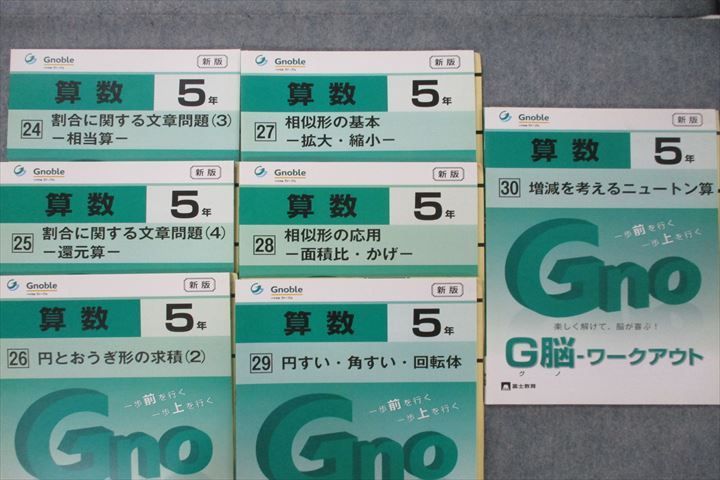 Gnoble
新版
算数 5年
24 割合に関する文章問題(3)
－相当算－
Gnoble
新版
算数 5年
25 割合に関する文章問題(4)
－還元算－
Gnoble
新版
算数 5年
26 円とおうぎ形の求積(2)
一歩前を行く
一歩上を行く
Gno
Gnoble
新版
算数 5年
27 相似形の基本
－拡大・縮小－
Gnoble
新版
算数 5年
28 相似形の応用
－面積比・かげ－
Gnoble
新版
算数 5年
29 円すい・角すい・回転体
一歩前を行く
一歩上を行く
Gno
Gnoble
新版
算数 5年
30 増減を考えるニュートン算
一歩前を行く
一歩上を行く
Gno
楽しく解けて、脳が喜ぶ！
G脳-ワークアウト
グノ
富士教育